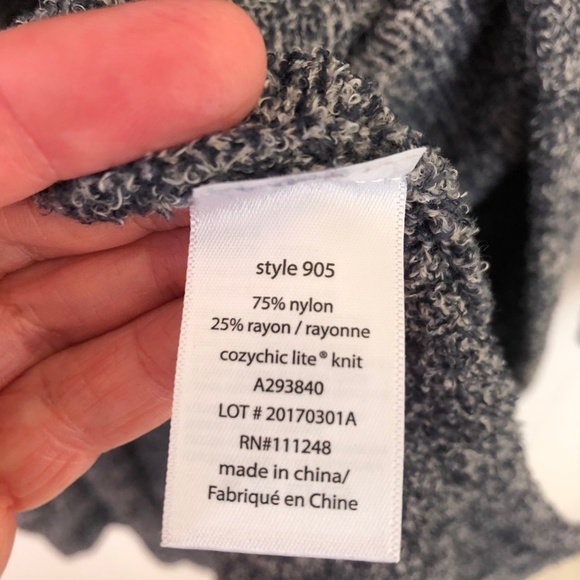 style 905
75% nylon
25% rayon / rayonne
cozychic lite® knit
A293840
LOT # 20170301A
RN#111248
made in china/
Fabriqué en Chine